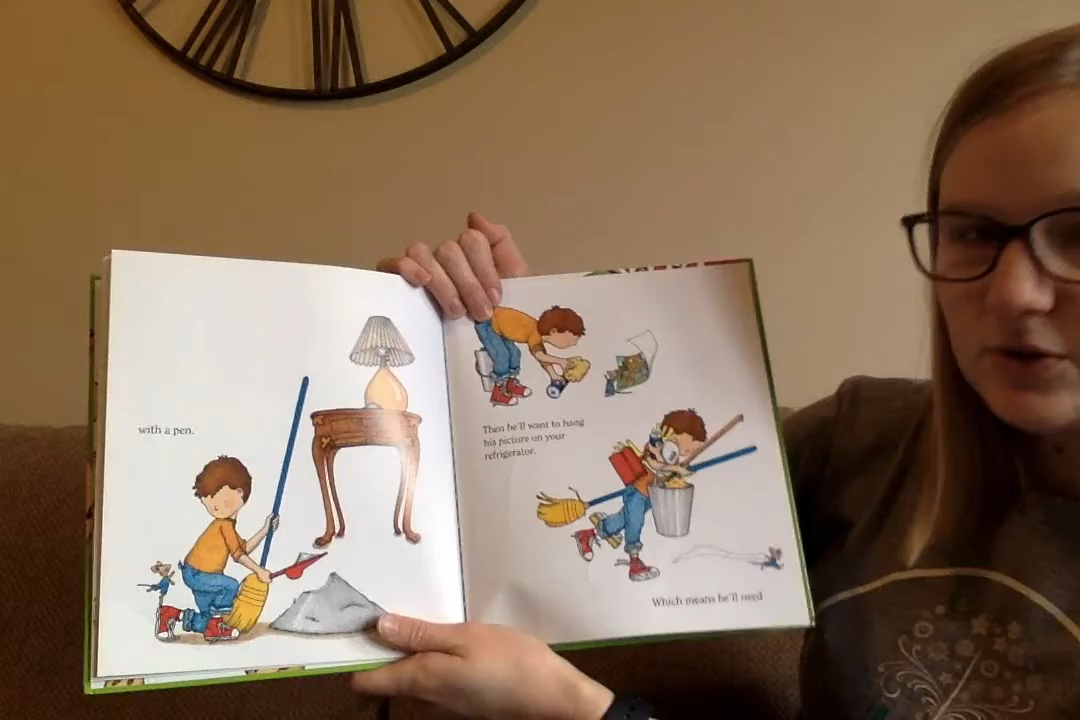 with a pen.
Then he'll want to hang
his picture on your
refrigerator.
Which means he'll need